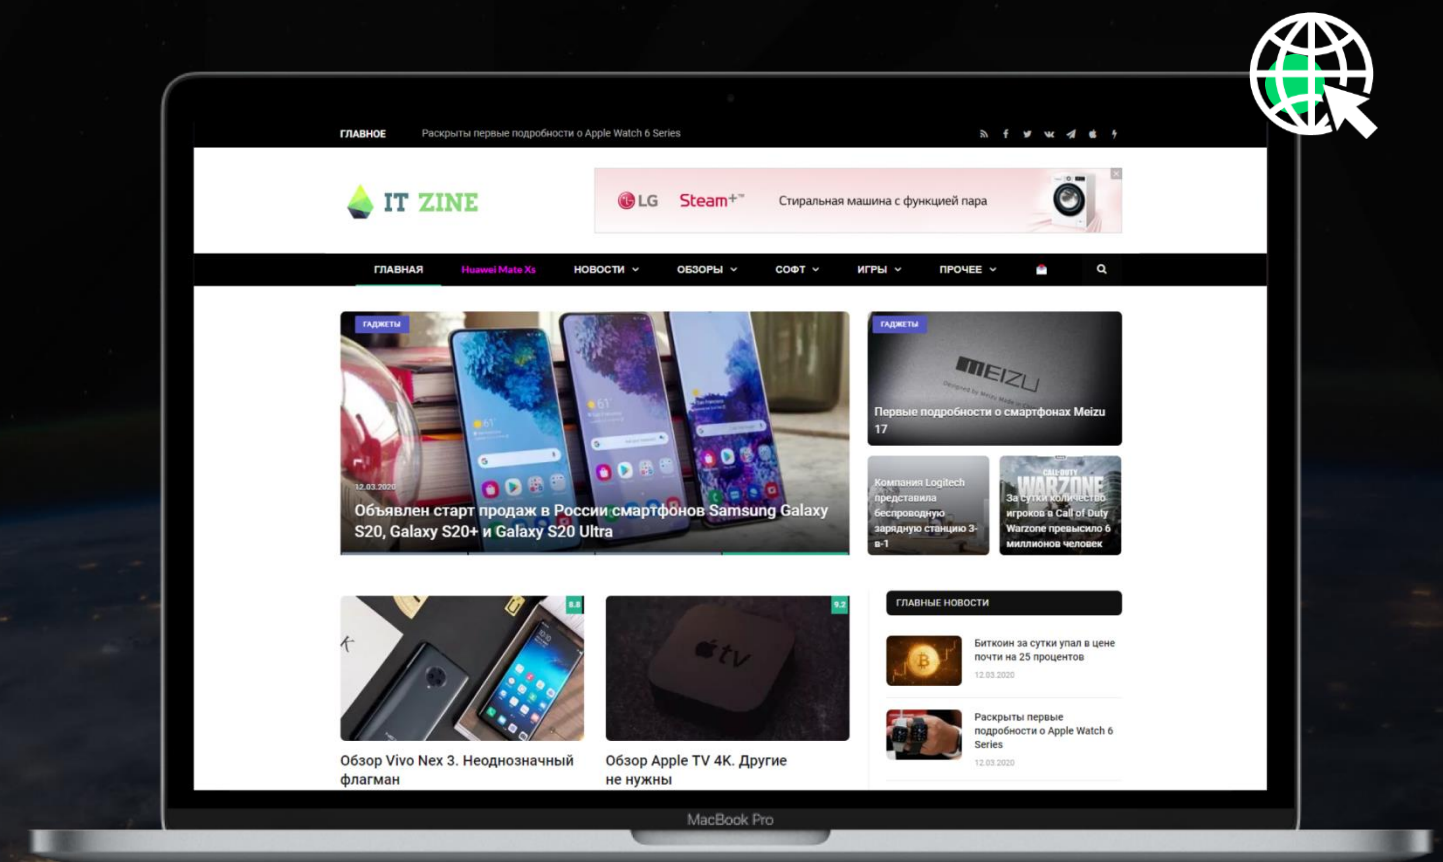 ГЛАВНОЕ Раскрыты первые подробности о Apple Watch 6 Series
IT ZINE
LG Steam+™ Стиральная машина с функцией пара
ГЛАВНАЯ Huawei Mate Xs НОВОСТИ ОБЗОРЫ СОФТ ИГРЫ ПРОЧЕЕ
ГАДЖЕТЫ
12.03.2020
Объявлен старт продаж в России смартфонов Samsung Galaxy
S20, Galaxy S20+ и Galaxy S20 Ultra
ГАДЖЕТЫ
MEIZU
Первые подробности о смартфонах Meizu
17
Компания Logitech
представила
беспроводную
зарядную станцию 3-
в-1
CALL OF DUTY
WARZONE
За сутки количество
игроков в Call of Duty
Warzone превысило 6
миллионов человек
8.8
Обзор Vivo Nex 3. Неоднозначный
флагман
9.2
tv
Обзор Apple TV 4K. Другие
не нужны
ГЛАВНЫЕ НОВОСТИ
Биткоин за сутки упал в цене
почти на 25 процентов
12.03.2020
Раскрыты первые
подробности о Apple Watch 6
Series
12.03.2020
MacBook Pro